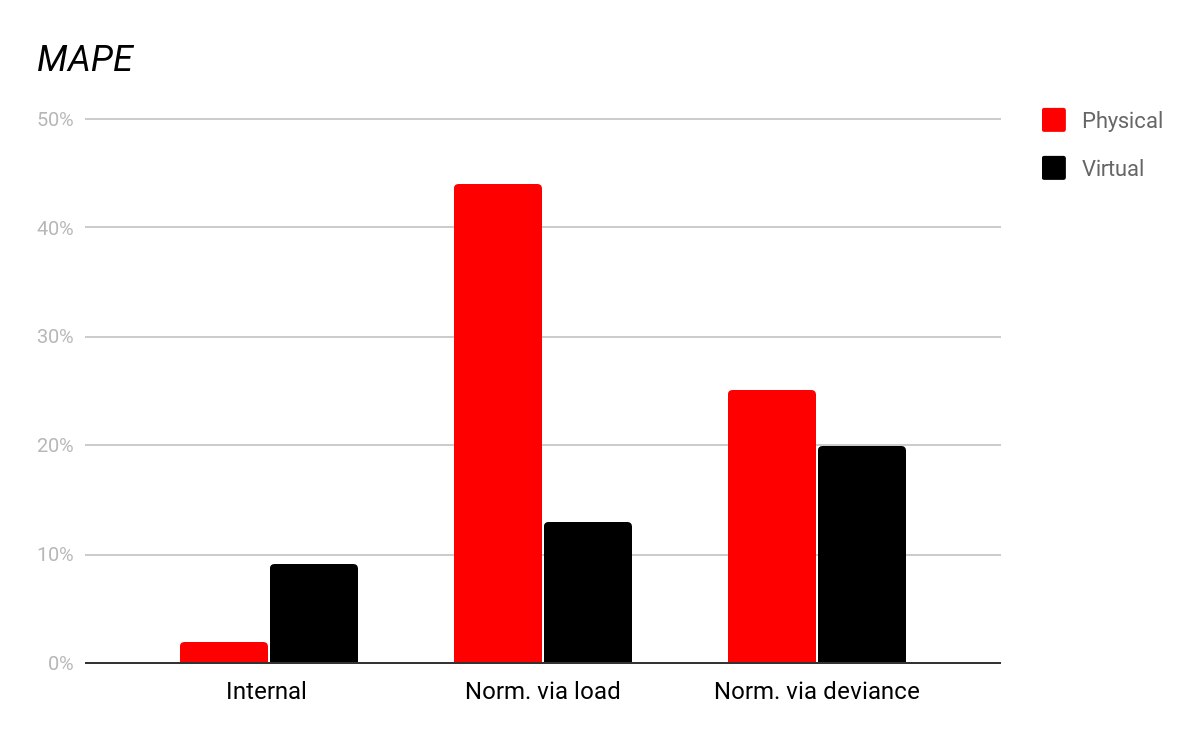 MAPE
50%
40%
30%
20%
10%
0%
Internal
Norm. via load
Norm. via deviance
Physical
Virtual